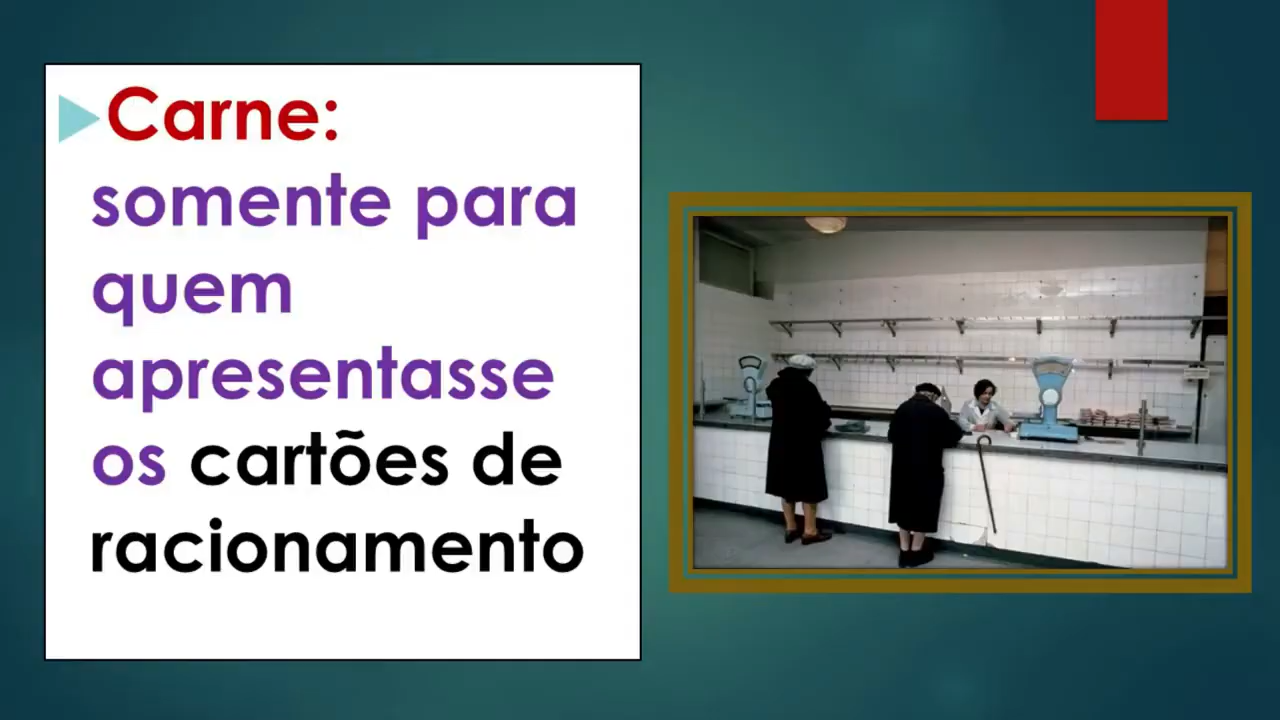 Carne:
somente para
quem
apresentasse
os cartões de
racionamento